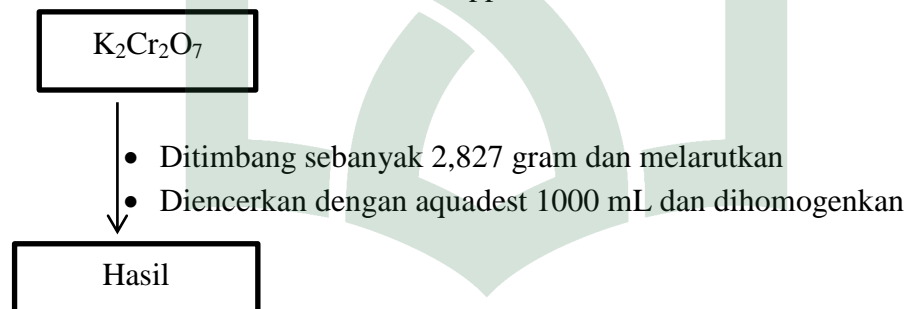 K₂Cr₂O₇
• Ditimbang sebanyak 2,827 gram dan melarutkan
• Diencerkan dengan aquadest 1000 mL dan dihomogenkan
Hasil